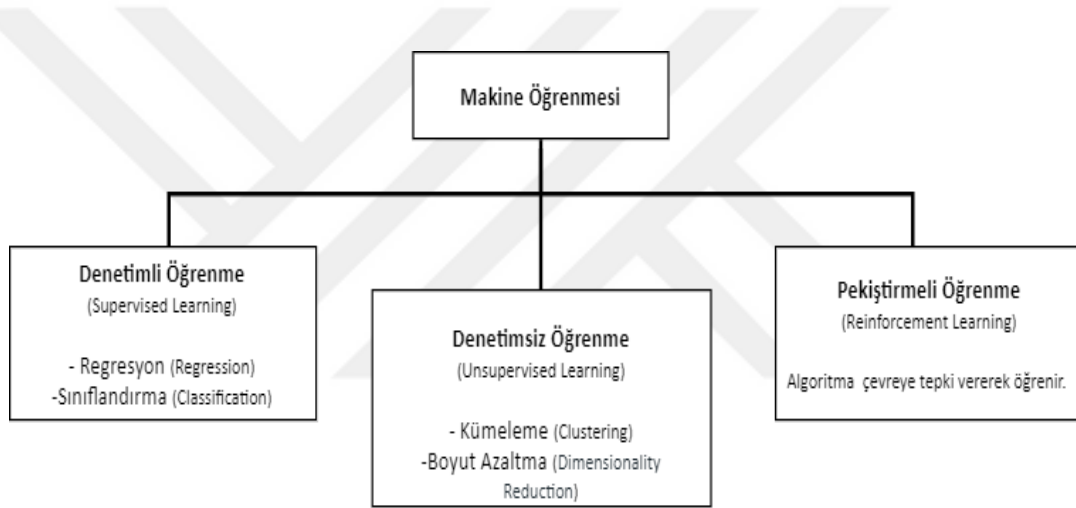 Makine Öğrenmesi
Denetimli Öğrenme
(Supervised Learning)
- Regresyon (Regression)
-Sınıflandırma (Classification)
Denetimsiz Öğrenme
(Unsupervised Learning)
- Kümeleme (Clustering)
-Boyut Azaltma (Dimensionality
Reduction)
Pekiştirmeli Öğrenme
(Reinforcement Learning)
Algoritma çevreye tepki vererek öğrenir.